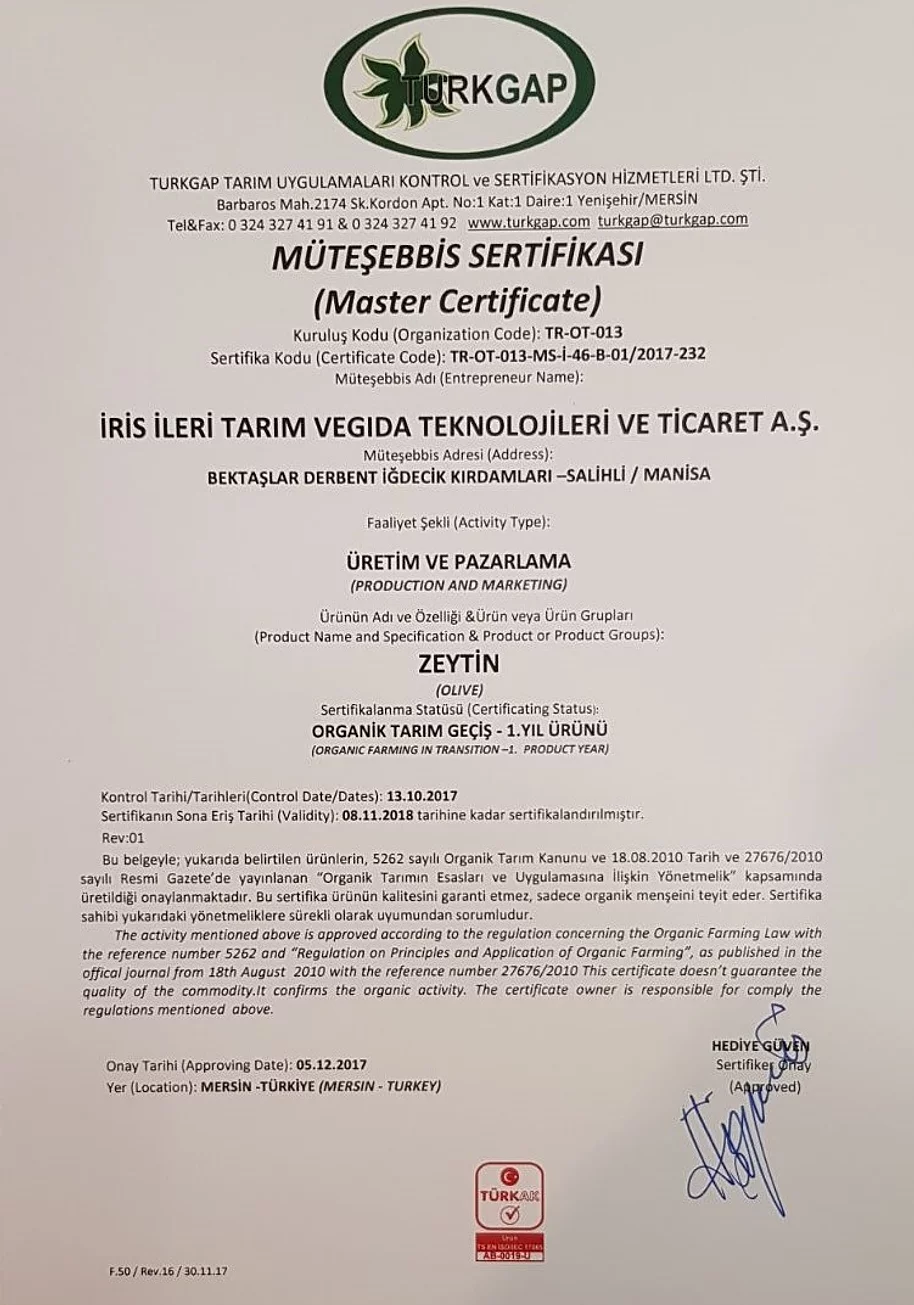 TURKGAP
TURKGAP TARIM UYGULAMALARI KONTROL ve SERTİFİKASYON HİZMETLERİ LTD. ŞTİ.
Barbaros Mah.2174 Sk.Kordon Apt. No:1 Kat:1 Daire:1 Yenişehir/MERSİN
Tel&Fax: 0 324 327 41 91 & 0 324 327 41 92 www.turkgap.com turkgap@turkgap.com
MÜTEŞEBBİS SERTİFİKASI
(Master Certificate)
Kuruluş Kodu (Organization Code): TR-OT-013
Sertifika Kodu (Certificate Code): TR-OT-013-MS-İ-46-B-01/2017-232
Müteşebbis Adı (Entrepreneur Name):
İRİS İLERİ TARIM VEGIDA TEKNOLOJİLERİ VE TİCARET A.Ş.
Müteşebbis Adresi (Address):
BEKTAŞLAR DERBENT İĞDECİK KIRDAMLARI –SALİHLİ / MANİSA
Faaliyet Şekli (Activity Type):
ÜRETİM VE PAZARLAMA
(PRODUCTION AND MARKETING)
Ürünün Adı ve Özelliği &Ürün veya Ürün Grupları
(Product Name and Specification & Product or Product Groups):
ZEYTİN
(OLIVE)
Sertifikalanma Statüsü (Certificating Status):
ORGANİK TARIM GEÇİŞ - 1.YIL ÜRÜNÜ
(ORGANIC FARMING IN TRANSITION –1. PRODUCT YEAR)
Kontrol Tarihi/Tarihleri(Control Date/Dates): 13.10.2017
Sertifikanın Sona Eriş Tarihi (Validity): 08.11.2018 tarihine kadar sertifikalandırılmıştır.
Rev:01
Bu belgeyle; yukarıda belirtilen ürünlerin, 5262 sayılı Organik Tarım Kanunu ve 18.08.2010 Tarih ve 27676/2010
sayılı Resmi Gazete’de yayınlanan “Organik Tarımın Esasları ve Uygulamasına İlişkin Yönetmelik” kapsamında
üretildiği onaylanmaktadır. Bu sertifika ürünün kalitesini garanti etmez, sadece organik menşeini teyit eder. Sertifika
sahibi yukarıdaki yönetmeliklere sürekli olarak uyumundan sorumludur.
The activity mentioned above is approved according to the regulation concerning the Organic Farming Law with
the reference number 5262 and “Regulation on Principles and Application of Organic Farming”, as published in the
offical journal from 18th August 2010 with the reference number 27676/2010 This certificate doesn’t guarantee the
quality of the commodity.It confirms the organic activity. The certificate owner is responsible for comply the
regulations mentioned above.
HEDİYE GÜVEN
Onay Tarihi (Approving Date): 05.12.2017
Sertifiker Onay
Yer (Location): MERSİN -TÜRKİYE (MERSIN - TURKEY)
(Approved)
TÜRKAK
Ürün
TS EN ISO/IEC 17065
AB-0019-U
F.50 / Rev.16 / 30.11.17